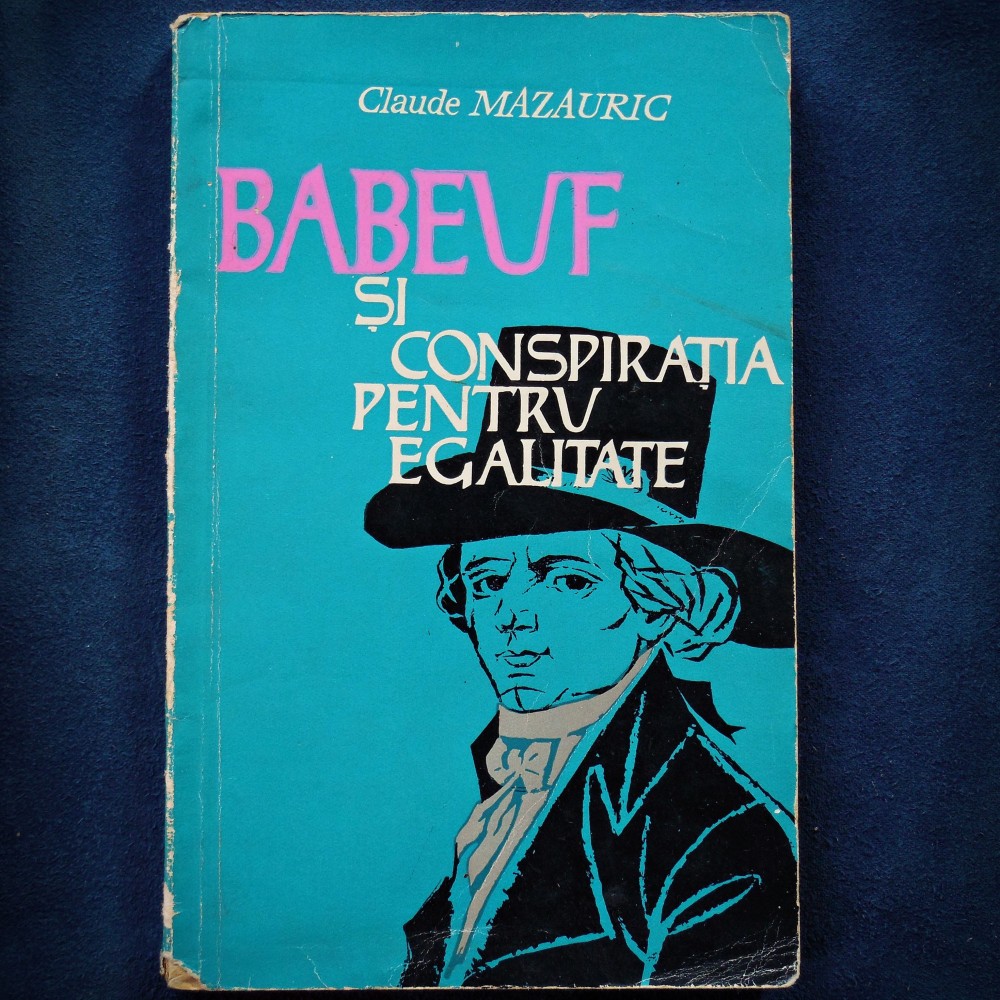 Claude MAZAURIC
BABEUF
ȘI
CONSPIRAȚIA
PENTRU
EGALITATE